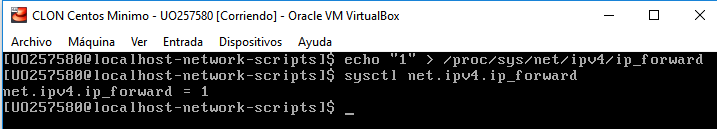 CLON Centos Minimo - UO257580 [Corriendo] - Oracle VM VirtualBox
Archivo Máquina Ver Entrada Dispositivos Ayuda
[UO257580@localhost-network-scripts]$ echo "1" > /proc/sys/net/ipv4/ip_forward
[UO257580@localhost-network-scripts]$ sysctl net.ipv4.ip_forward
net.ipv4.ip_forward = 1
[UO257580@localhost-network-scripts]$ _